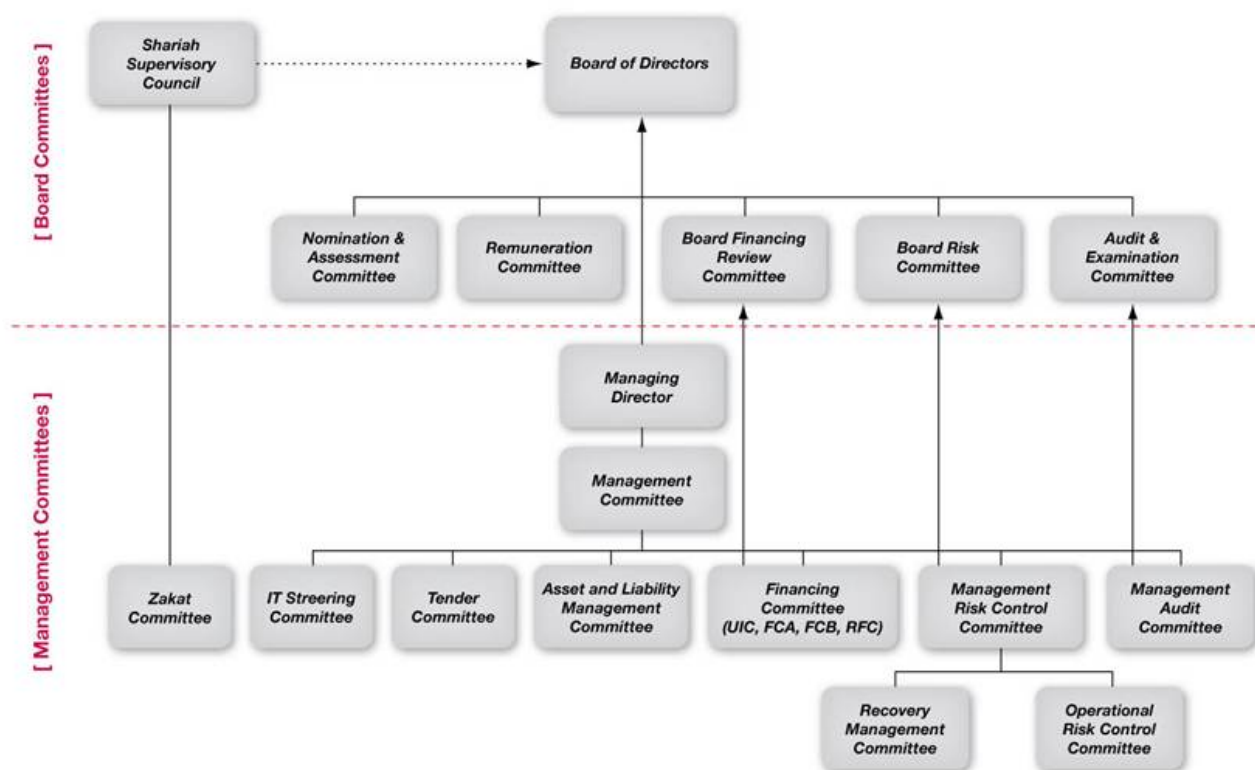 [ Board Committees ]
Shariah
Supervisory
Council
Board of Directors
Nomination &
Assessment
Committee
Remuneration
Committee
Board Financing
Review
Committee
Board Risk
Committee
Audit &
Examination
Committee
[ Management Committees ]
Managing
Director
Management
Committee
Zakat
Committee
IT Streering
Committee
Tender
Committee
Asset and Liability
Management
Committee
Financing
Committee
(UIC, FCA, FCB, RFC)
Management
Risk Control
Committee
Management
Audit
Committee
Recovery
Management
Committee
Operational
Risk Control
Committee